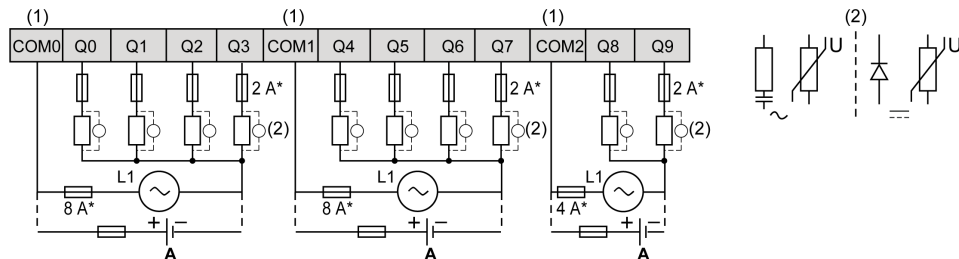 (1) (1) (1) (2)
COM0 Q0 Q1 Q2 Q3 COM1 Q4 Q5 Q6 Q7 COM2 Q8 Q9
U U
2 A* 2 A* 2 A*
(2) (2) (2)
L1 L1 L1
8 A* 8 A* 4 A*
+ − + − + −
A A A